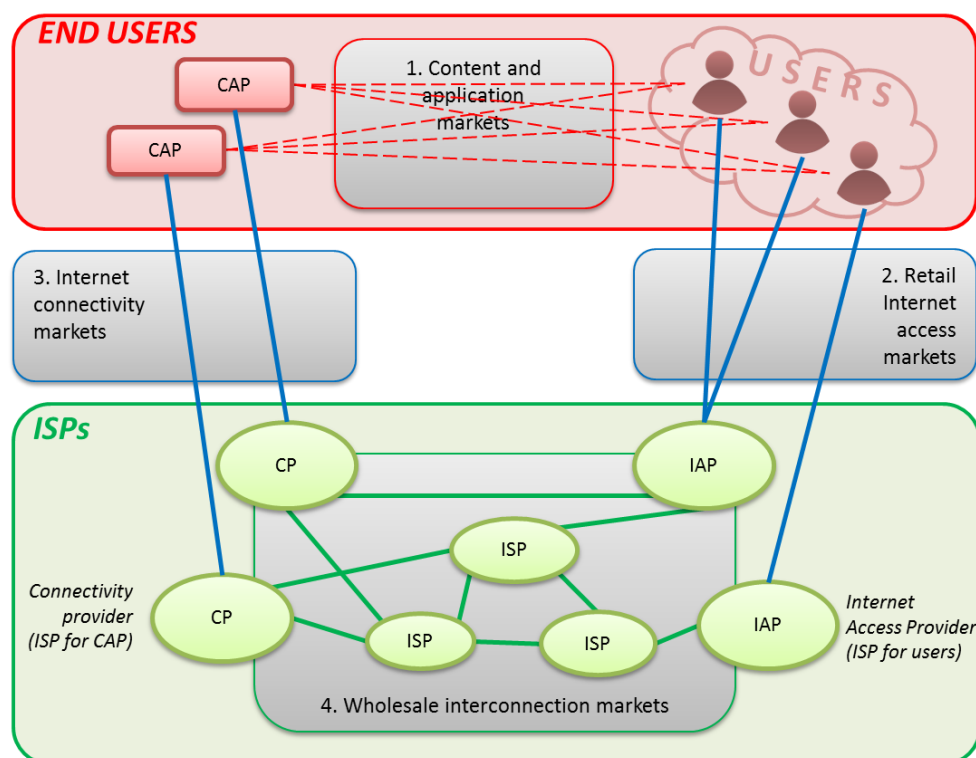 END USERS
CAP
CAP
1. Content and
application
markets
USERS
3. Internet
connectivity
markets
2. Retail
Internet
access
markets
ISPs
CP
IAP
ISP
Connectivity
provider
(ISP for CAP)
CP
ISP
ISP
IAP
Internet
Access Provider
(ISP for users)
4. Wholesale interconnection markets